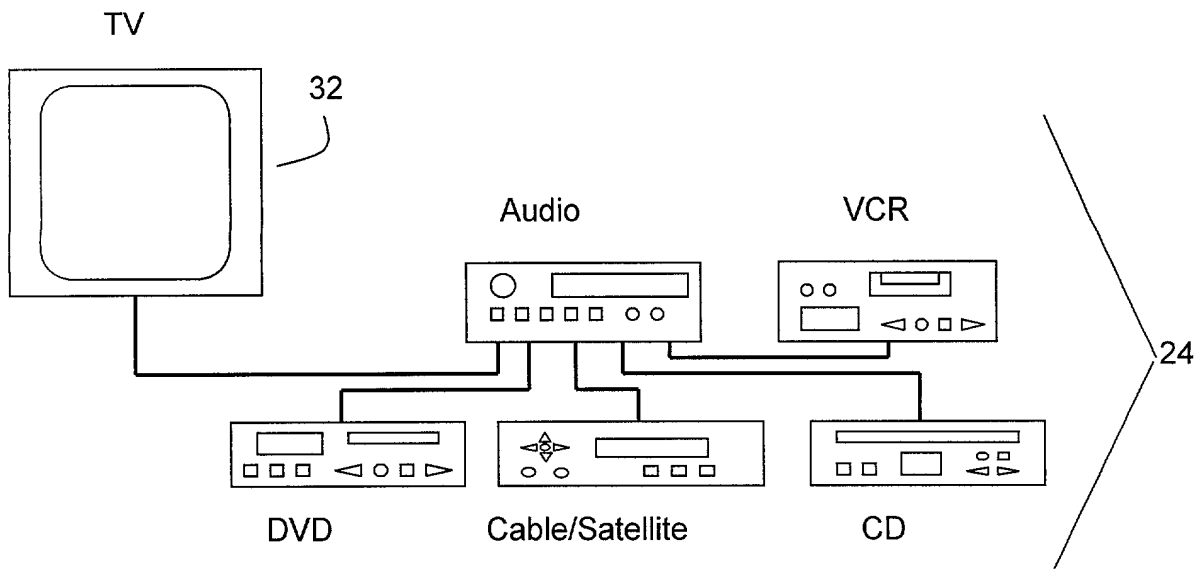 TV
32
Audio
VCR
24
DVD
Cable/Satellite
CD